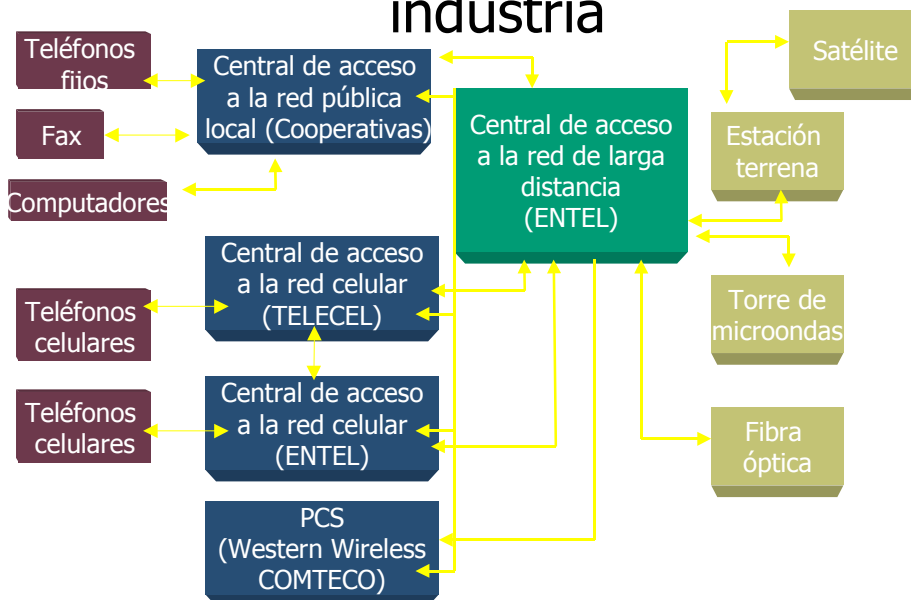 industria
Teléfonos
fijos
Fax
Computadores
Teléfonos
celulares
Teléfonos
celulares
Central de acceso
a la red pública
local (Cooperativas)
Central de acceso
a la red celular
(TELECEL)
Central de acceso
a la red celular
(ENTEL)
PCS
(Western Wireless
COMTECO)
Central de acceso
a la red de larga
distancia
(ENTEL)
Satélite
Estación
terrena
Torre de
microondas
Fibra
óptica